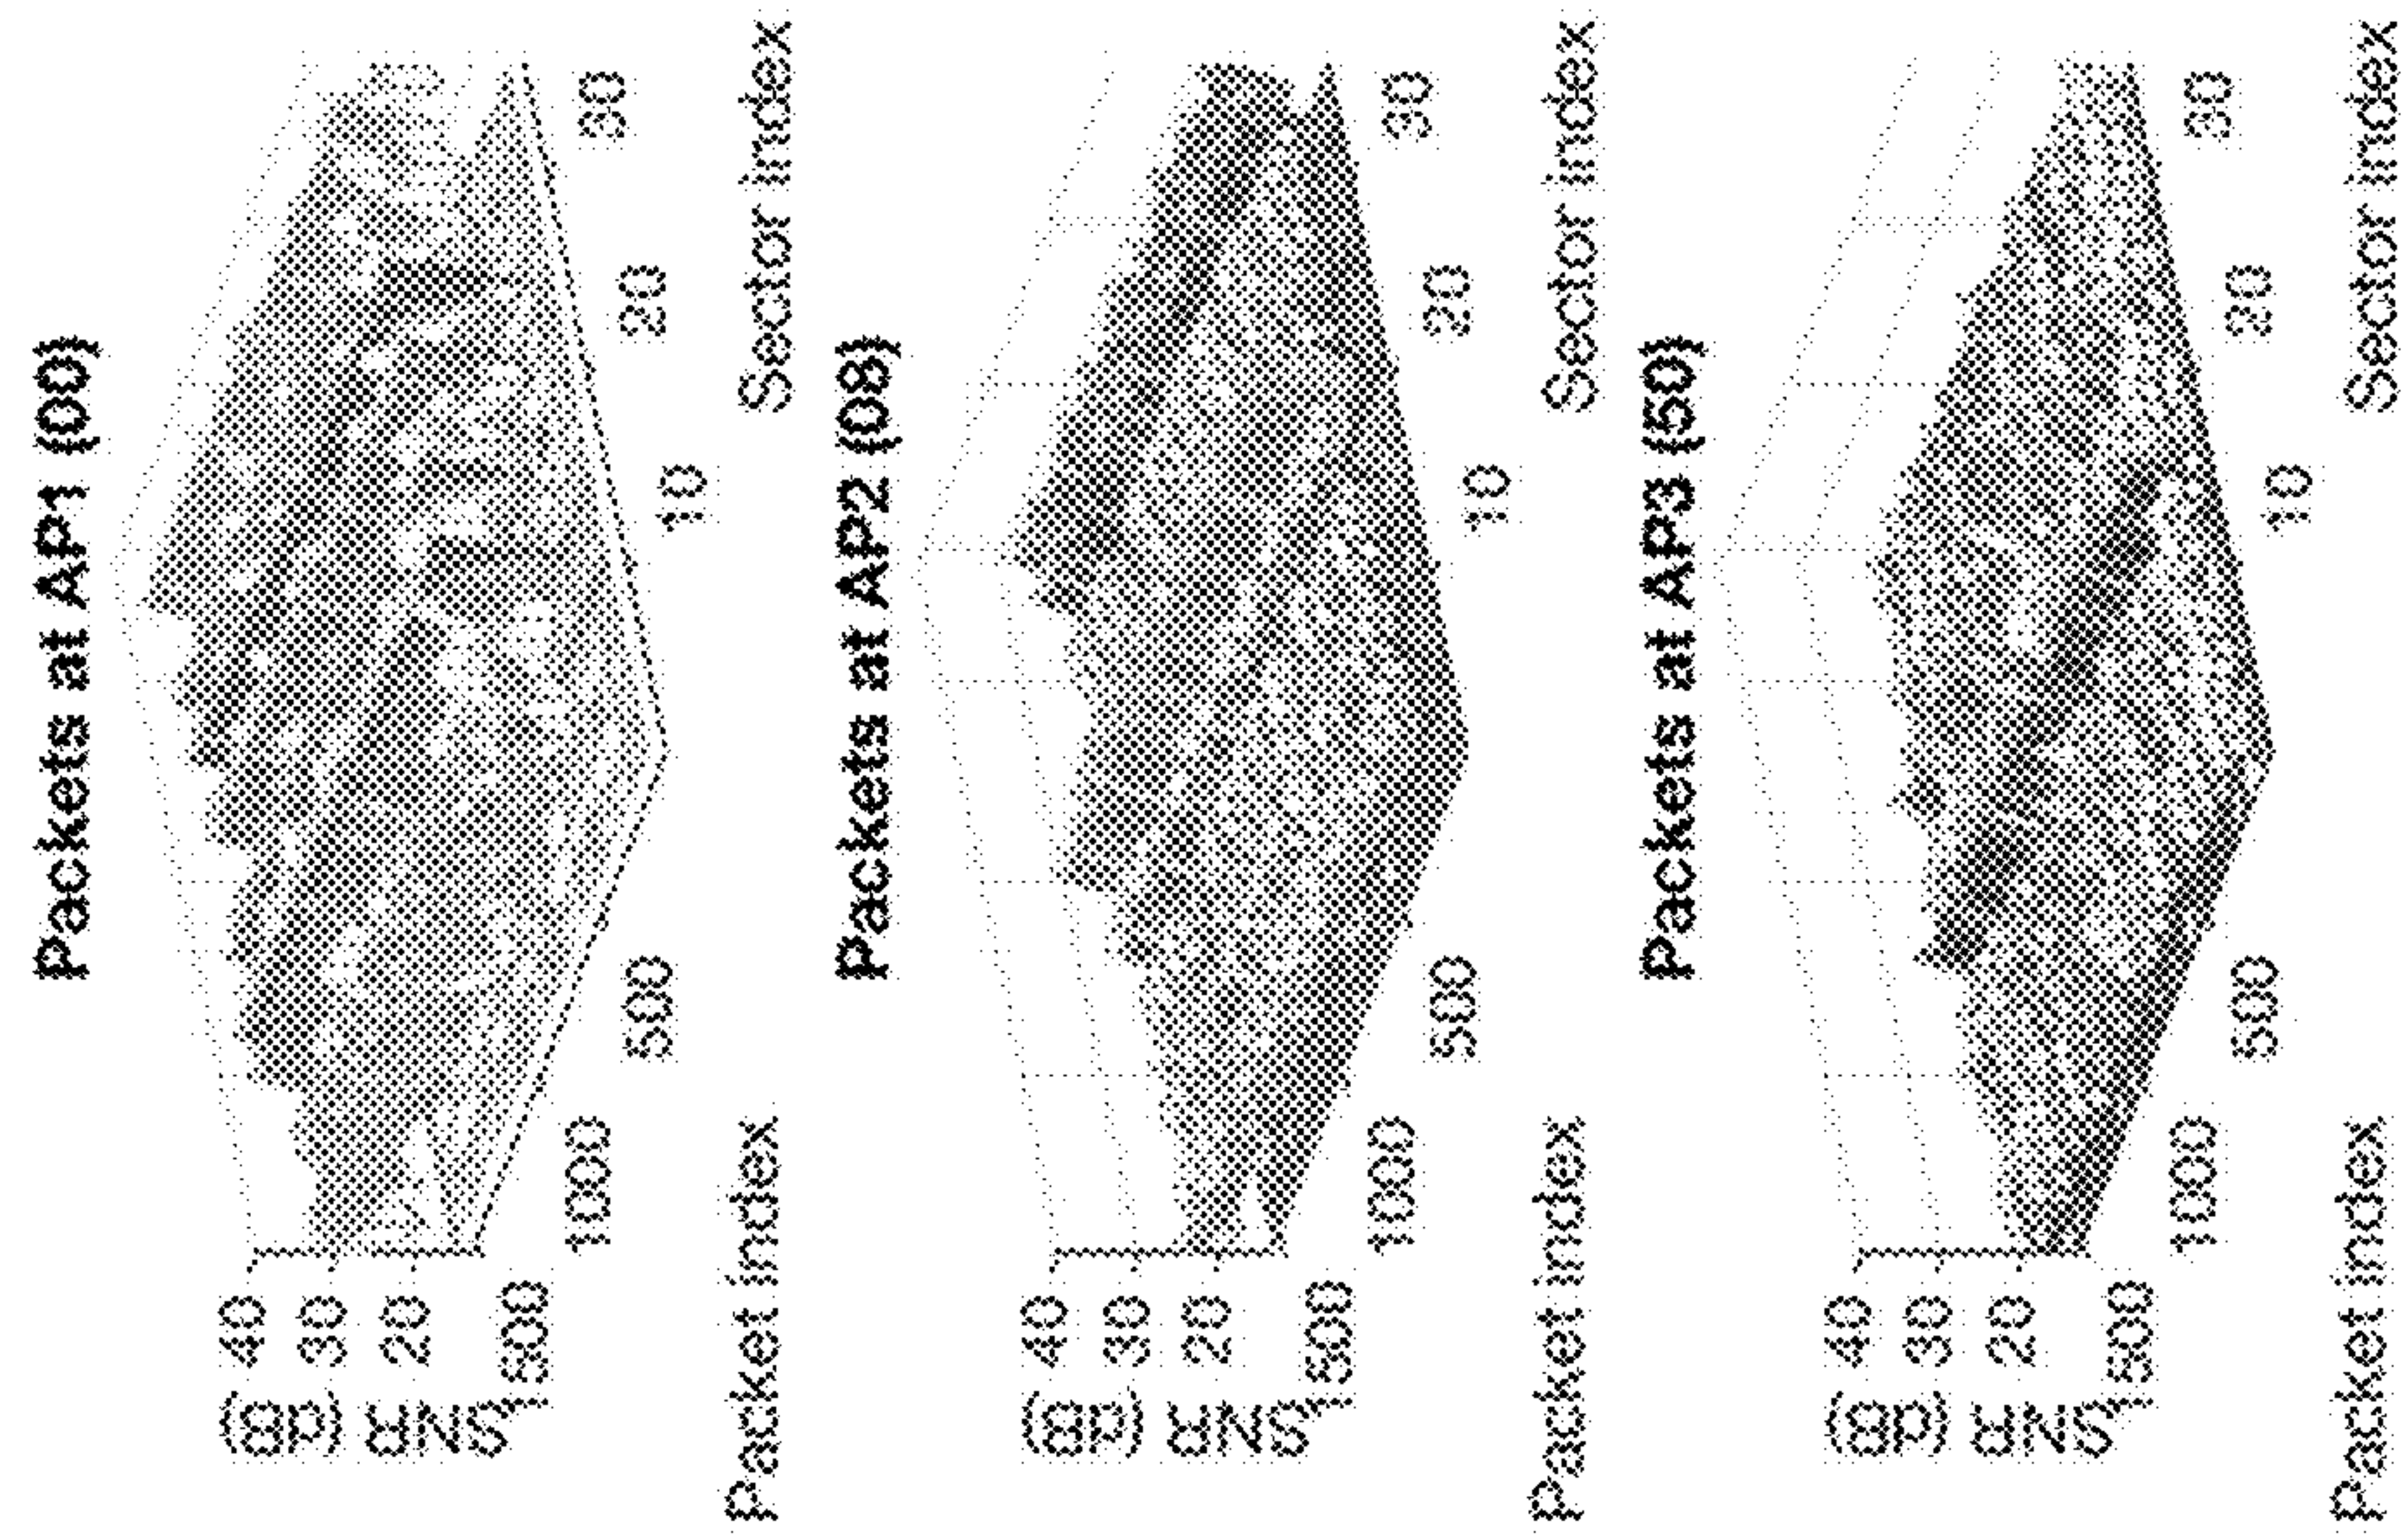 Packets at AP1 (00)
SNR (dB)
40
30
20
1500
1000
500
10
20
30
Packet index
Sector index
Packets at AP2 (08)
SNR (dB)
40
30
20
1500
1000
500
10
20
30
Packet index
Sector index
Packets at AP3 (50)
SNR (dB)
40
30
20
1500
1000
500
10
20
30
Packet index
Sector index